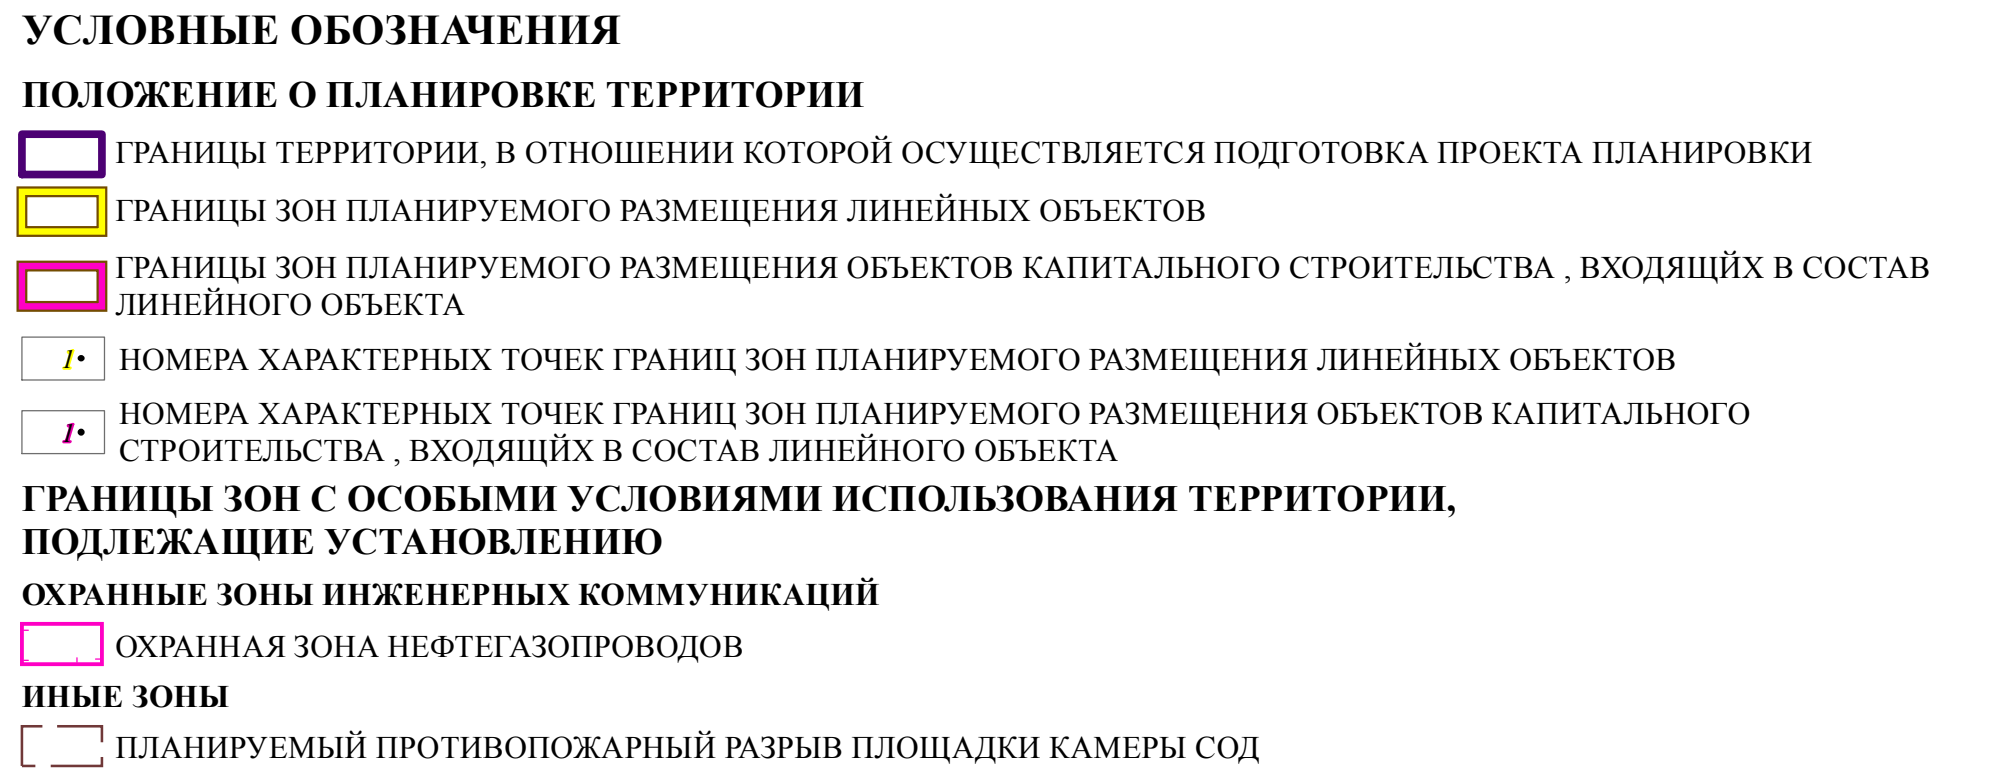 УСЛОВНЫЕ ОБОЗНАЧЕНИЯ
ПОЛОЖЕНИЕ О ПЛАНИРОВКЕ ТЕРРИТОРИИ
ГРАНИЦЫ ТЕРРИТОРИИ, В ОТНОШЕНИИ КОТОРОЙ ОСУЩЕСТВЛЯЕТСЯ ПОДГОТОВКА ПРОЕКТА ПЛАНИРОВКИ
ГРАНИЦЫ ЗОН ПЛАНИРУЕМОГО РАЗМЕЩЕНИЯ ЛИНЕЙНЫХ ОБЪЕКТОВ
ГРАНИЦЫ ЗОН ПЛАНИРУЕМОГО РАЗМЕЩЕНИЯ ОБЪЕКТОВ КАПИТАЛЬНОГО СТРОИТЕЛЬСТВА , ВХОДЯЩЙХ В СОСТАВ
ЛИНЕЙНОГО ОБЪЕКТА
1• НОМЕРА ХАРАКТЕРНЫХ ТОЧЕК ГРАНИЦ ЗОН ПЛАНИРУЕМОГО РАЗМЕЩЕНИЯ ЛИНЕЙНЫХ ОБЪЕКТОВ
1• НОМЕРА ХАРАКТЕРНЫХ ТОЧЕК ГРАНИЦ ЗОН ПЛАНИРУЕМОГО РАЗМЕЩЕНИЯ ОБЪЕКТОВ КАПИТАЛЬНОГО
СТРОИТЕЛЬСТВА , ВХОДЯЩЙХ В СОСТАВ ЛИНЕЙНОГО ОБЪЕКТА
ГРАНИЦЫ ЗОН С ОСОБЫМИ УСЛОВИЯМИ ИСПОЛЬЗОВАНИЯ ТЕРРИТОРИИ,
ПОДЛЕЖАЩИЕ УСТАНОВЛЕНИЮ
ОХРАННЫЕ ЗОНЫ ИНЖЕНЕРНЫХ КОММУНИКАЦИЙ
ОХРАННАЯ ЗОНА НЕФТЕГАЗОПРОВОДОВ
ИНЫЕ ЗОНЫ
ПЛАНИРУЕМЫЙ ПРОТИВОПОЖАРНЫЙ РАЗРЫВ ПЛОЩАДКИ КАМЕРЫ СОД